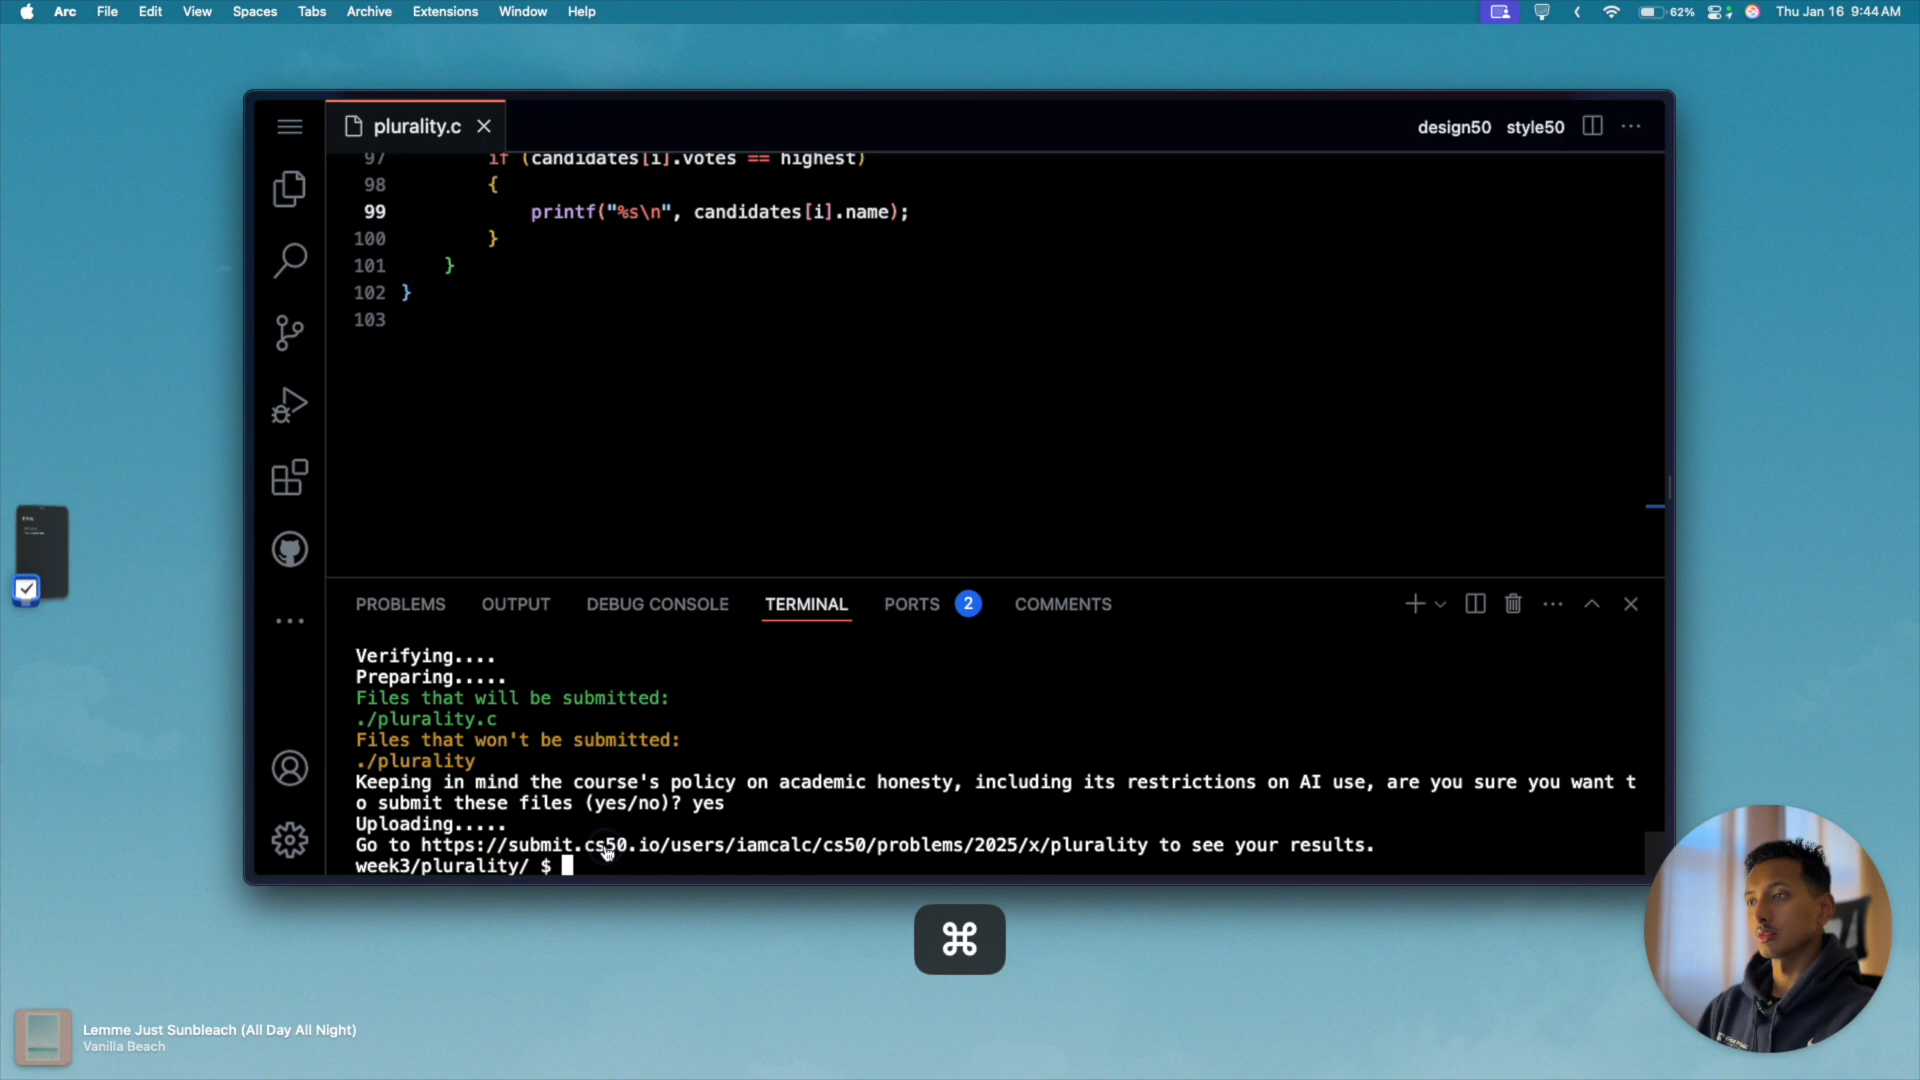 Arc File Edit View Spaces Tabs Archive Extensions Window Help
62% Thu Jan 16 9:44 AM
plurality.c
design50 style50
97 if (candidates[i].votes == highest)
98 {
99 printf("%s\n", candidates[i].name);
100 }
101 }
102 }
103
PROBLEMS OUTPUT DEBUG CONSOLE TERMINAL PORTS 2 COMMENTS
Verifying....
Preparing.....
Files that will be submitted:
./plurality.c
Files that won't be submitted:
./plurality
Keeping in mind the course's policy on academic honesty, including its restrictions on AI use, are you sure you want t
o submit these files (yes/no)? yes
Uploading.....
Go to https://submit.cs50.io/users/iamcalc/cs50/problems/2025/x/plurality to see your results.
week3/plurality/ $
⌘
Lemme Just Sunbleach (All Day All Night)
Vanilla Beach